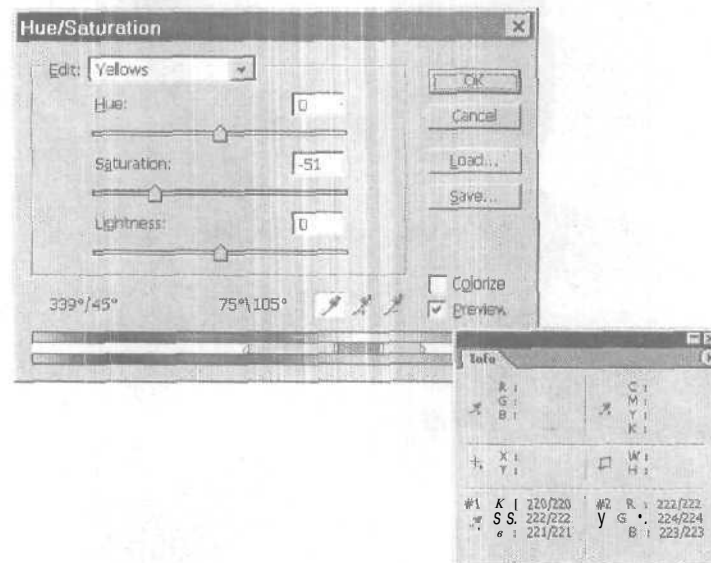 Hue/Saturation
Edit: Yellows
Hue: 0
Saturation: -51
Lightness: 0
OK
Cancel
Load...
Save...
Colorize
Preview
339°/45° 75°\105°
Info
R : C :
G : M :
B : Y :
K :
X : W :
Y : H :
#1 K | 220/220 #2 R : 222/222
S S. 222/222 y G •. 224/224
в : 221/221 B : 223/223